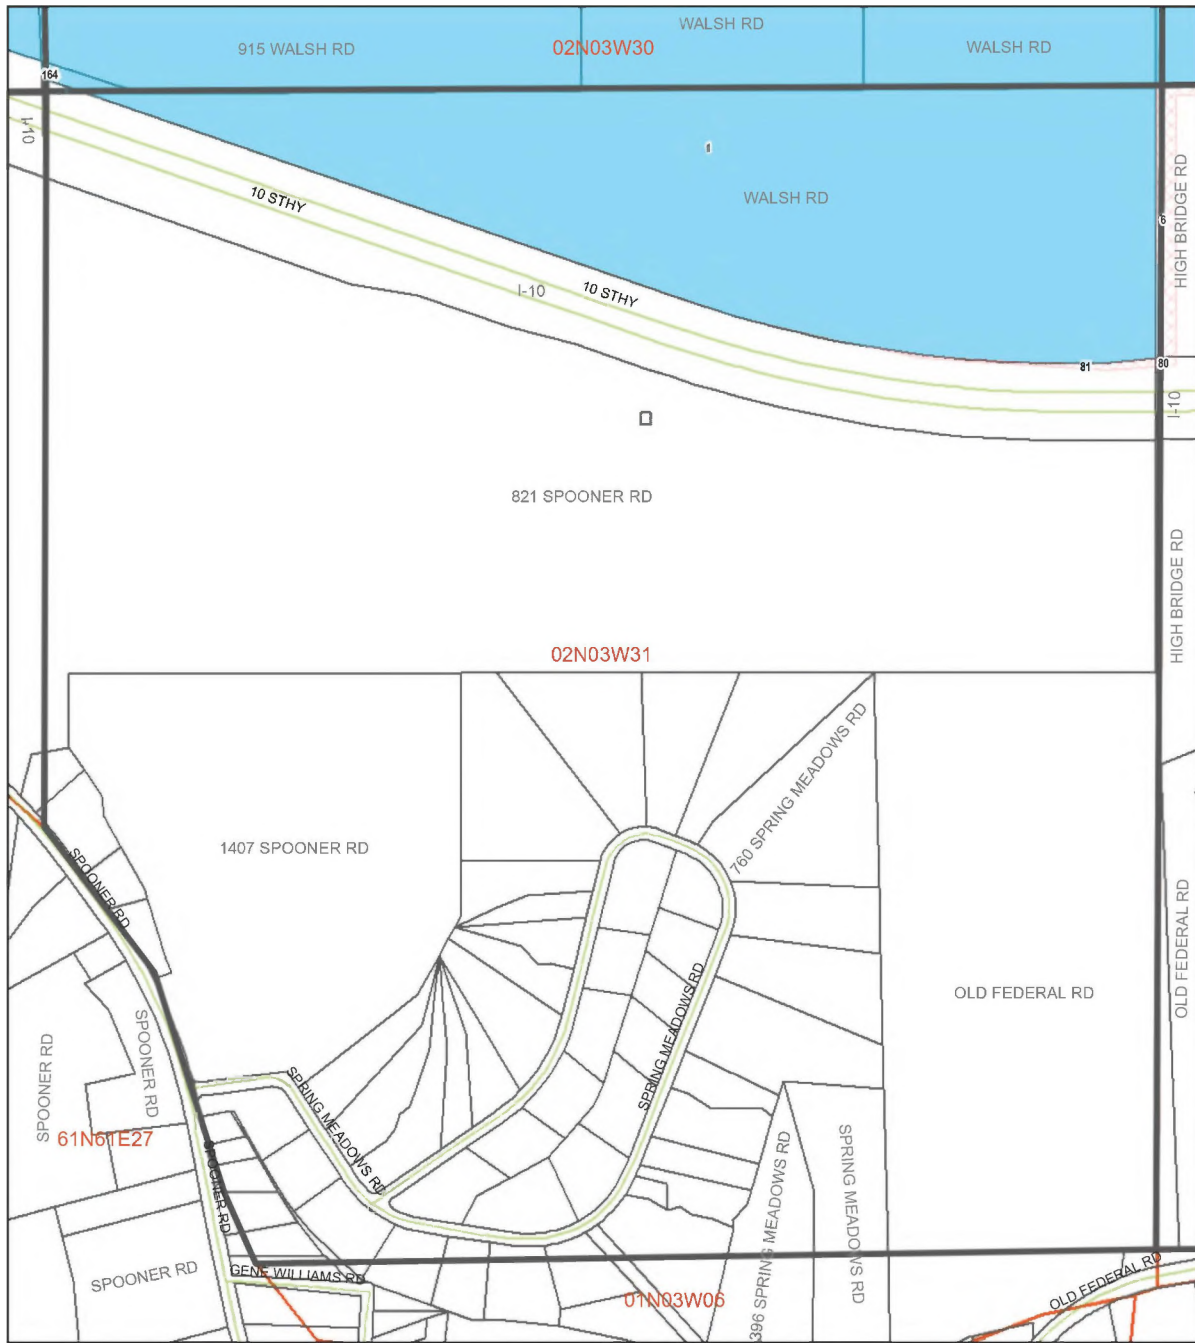 WALSH RD
915 WALSH RD
02N03W30
WALSH RD
164
I-10
WALSH RD
HIGH BRIDGE RD
6
10 STHY
I-10
10 STHY
81
80
I-10
821 SPOONER RD
HIGH BRIDGE RD
02N03W31
760 SPRING MEADOWS RD
1407 SPOONER RD
SPOONER RD
OLD FEDERAL RD
OLD FEDERAL RD
SPRING MEADOWS RD
SPOONER RD
SPOONER RD
61N61E27
SPRING MEADOWS RD
SPOONER RD
396 SPRING MEADOWS RD
SPRING MEADOWS RD
SPOONER RD
GENE WILLIAMS RD
01N03W06
OLD FEDERAL RD